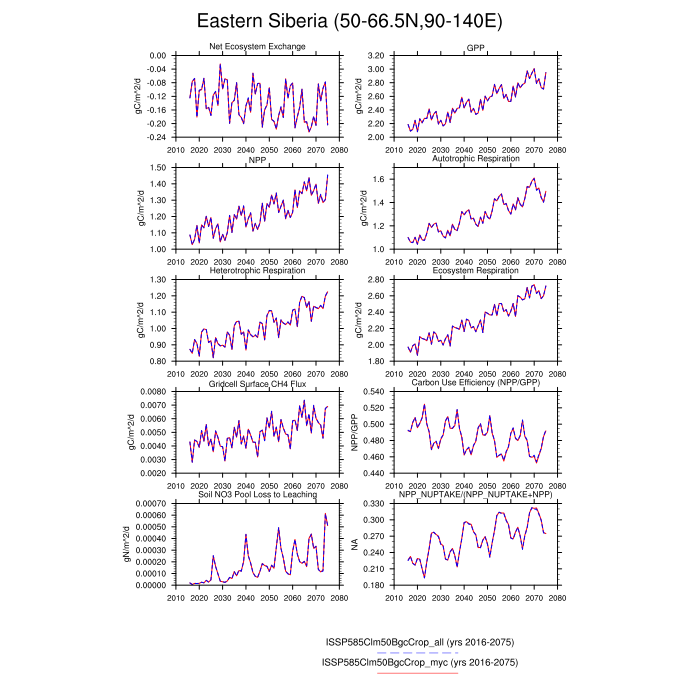 Eastern Siberia (50-66.5N,90-140E)
Net Ecosystem Exchange
gC/m^2/d
0.00
-0.04
-0.08
-0.12
-0.16
-0.20
-0.24
2010 2020 2030 2040 2050 2060 2070 2080
GPP
gC/m^2/d
3.20
3.00
2.80
2.60
2.40
2.20
2.00
2010 2020 2030 2040 2050 2060 2070 2080
NPP
gC/m^2/d
1.50
1.40
1.30
1.20
1.10
1.00
2010 2020 2030 2040 2050 2060 2070 2080
Autotrophic Respiration
gC/m^2/d
1.6
1.4
1.2
1.0
2010 2020 2030 2040 2050 2060 2070 2080
Heterotrophic Respiration
gC/m^2/d
1.30
1.20
1.10
1.00
0.90
0.80
2010 2020 2030 2040 2050 2060 2070 2080
Ecosystem Respiration
gC/m^2/d
2.80
2.60
2.40
2.20
2.00
1.80
2010 2020 2030 2040 2050 2060 2070 2080
Gridcell Surface CH4 Flux
gC/m^2/d
0.0080
0.0070
0.0060
0.0050
0.0040
0.0030
0.0020
2010 2020 2030 2040 2050 2060 2070 2080
Carbon Use Efficiency (NPP/GPP)
NPP/GPP
0.540
0.520
0.500
0.480
0.460
0.440
2010 2020 2030 2040 2050 2060 2070 2080
Soil NO3 Pool Loss to Leaching
gN/m^2/d
0.00070
0.00060
0.00050
0.00040
0.00030
0.00020
0.00010
0.00000
2010 2020 2030 2040 2050 2060 2070 2080
NPP_NUPTAKE/(NPP_NUPTAKE+NPP)
NA
0.330
0.300
0.270
0.240
0.210
0.180
2010 2020 2030 2040 2050 2060 2070 2080
ISSP585Clm50BgcCrop_all (yrs 2016-2075)
ISSP585Clm50BgcCrop_myc (yrs 2016-2075)